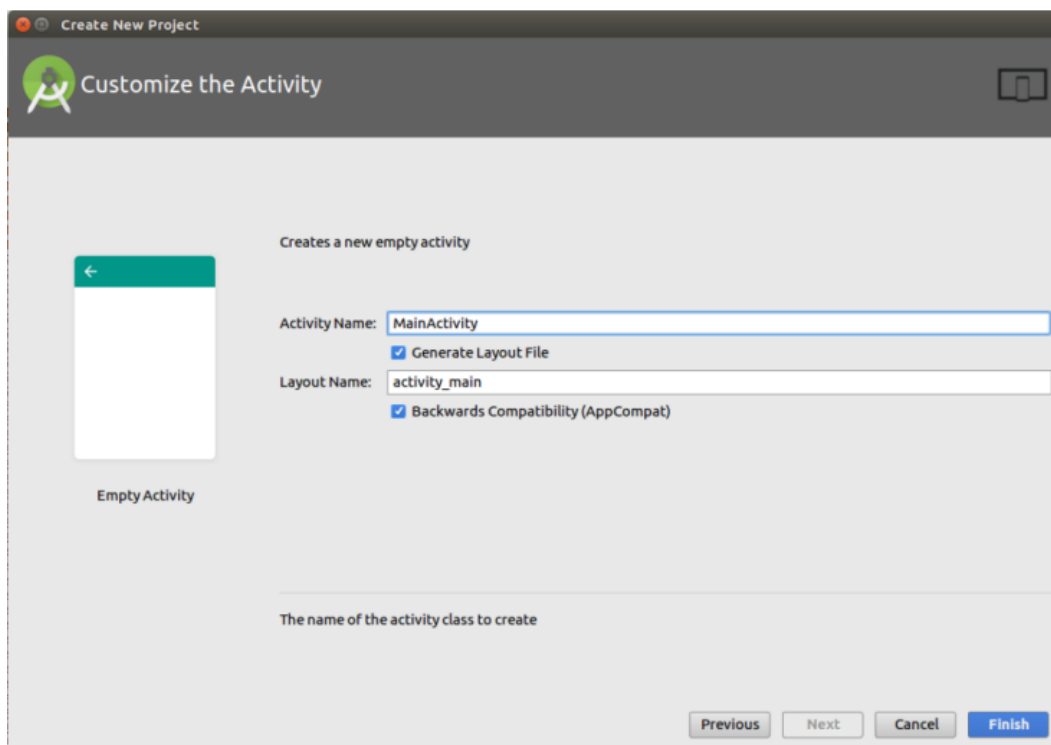 Create New Project
Customize the Activity
Creates a new empty activity
Activity Name: MainActivity
Generate Layout File
Layout Name: activity_main
Backwards Compatibility (AppCompat)
Empty Activity
The name of the activity class to create
Previous Next Cancel Finish